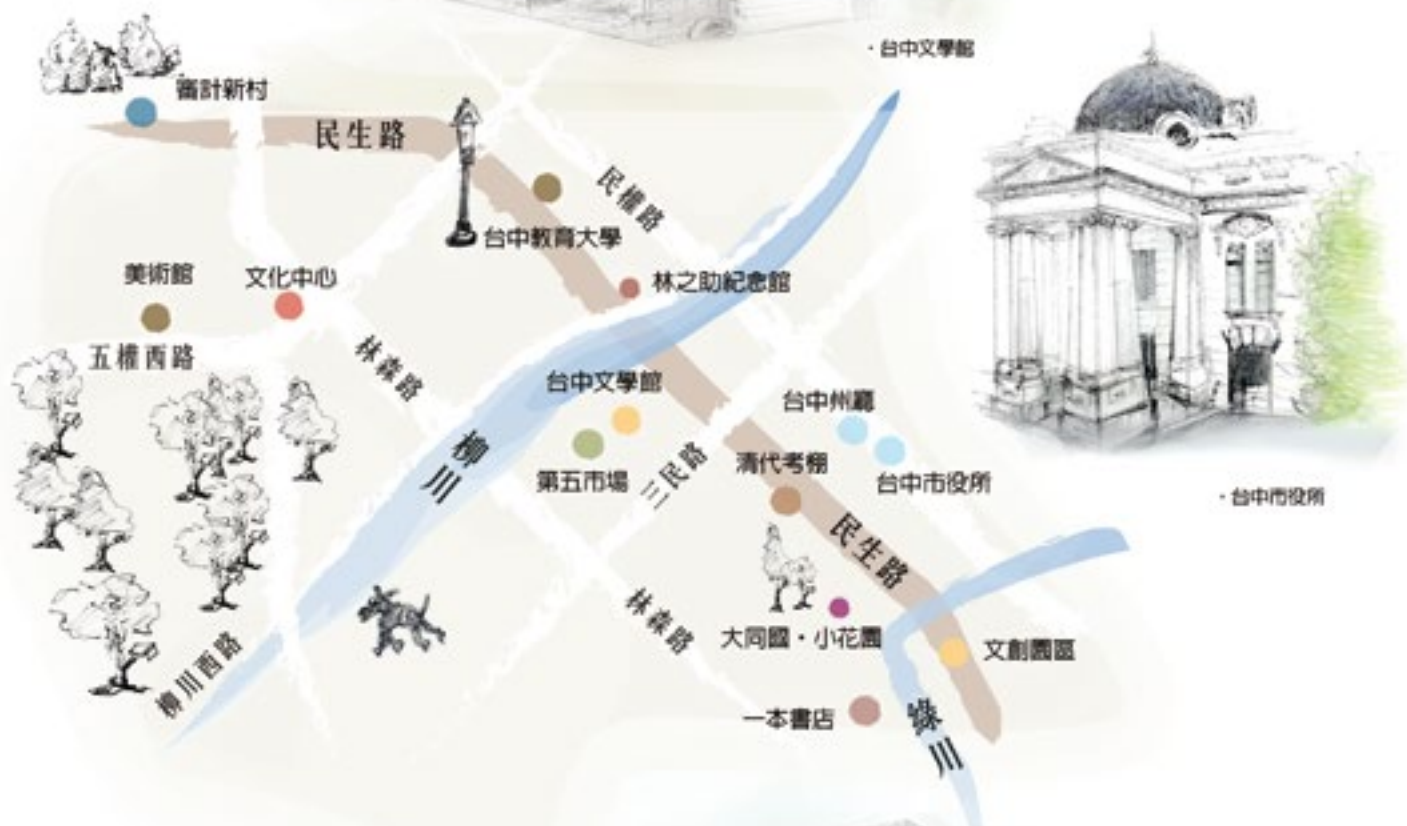 ・台中文學館
審計新村
民生路
民權路
台中教育大學
美術館
文化中心
林之助紀念館
五權西路
林森路
台中文學館
台中州廳
柳川
清代考棚
第五市場
三民路
台中市役所
・台中市役所
民生路
林森路
大同國・小花園
文創園區
柳川西路
一本書店
綠川